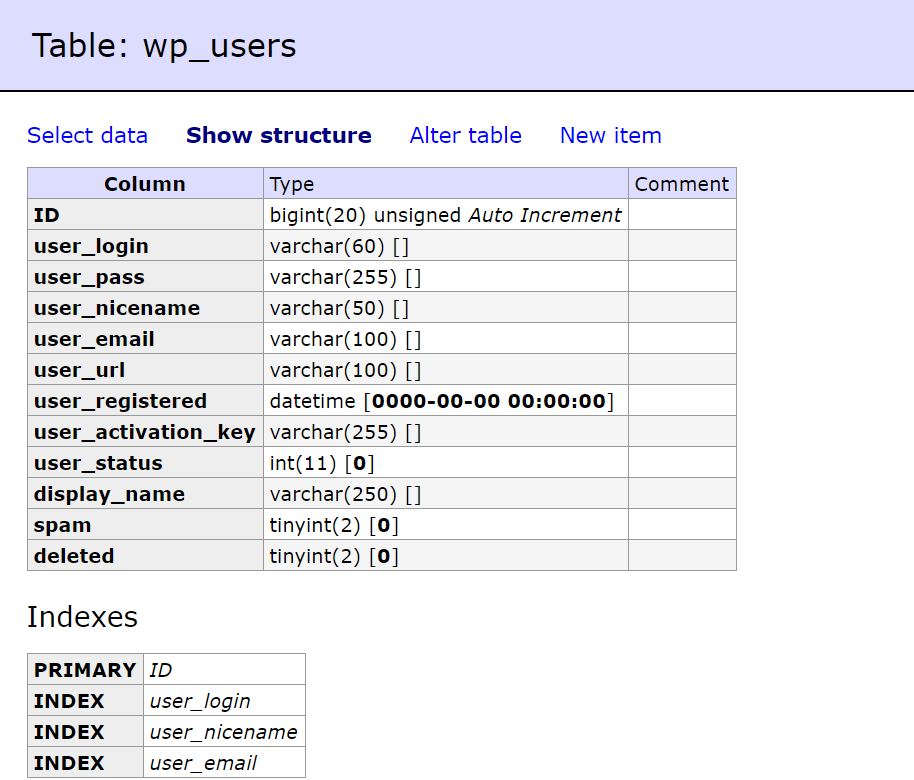 Table: wp_users
Select data Show structure Alter table New item
Column Type Comment
ID bigint(20) unsigned Auto Increment
user_login varchar(60) []
user_pass varchar(255) []
user_nicename varchar(50) []
user_email varchar(100) []
user_url varchar(100) []
user_registered datetime [0000-00-00 00:00:00]
user_activation_key varchar(255) []
user_status int(11) [0]
display_name varchar(250) []
spam tinyint(2) [0]
deleted tinyint(2) [0]
Indexes
PRIMARY ID
INDEX user_login
INDEX user_nicename
INDEX user_email